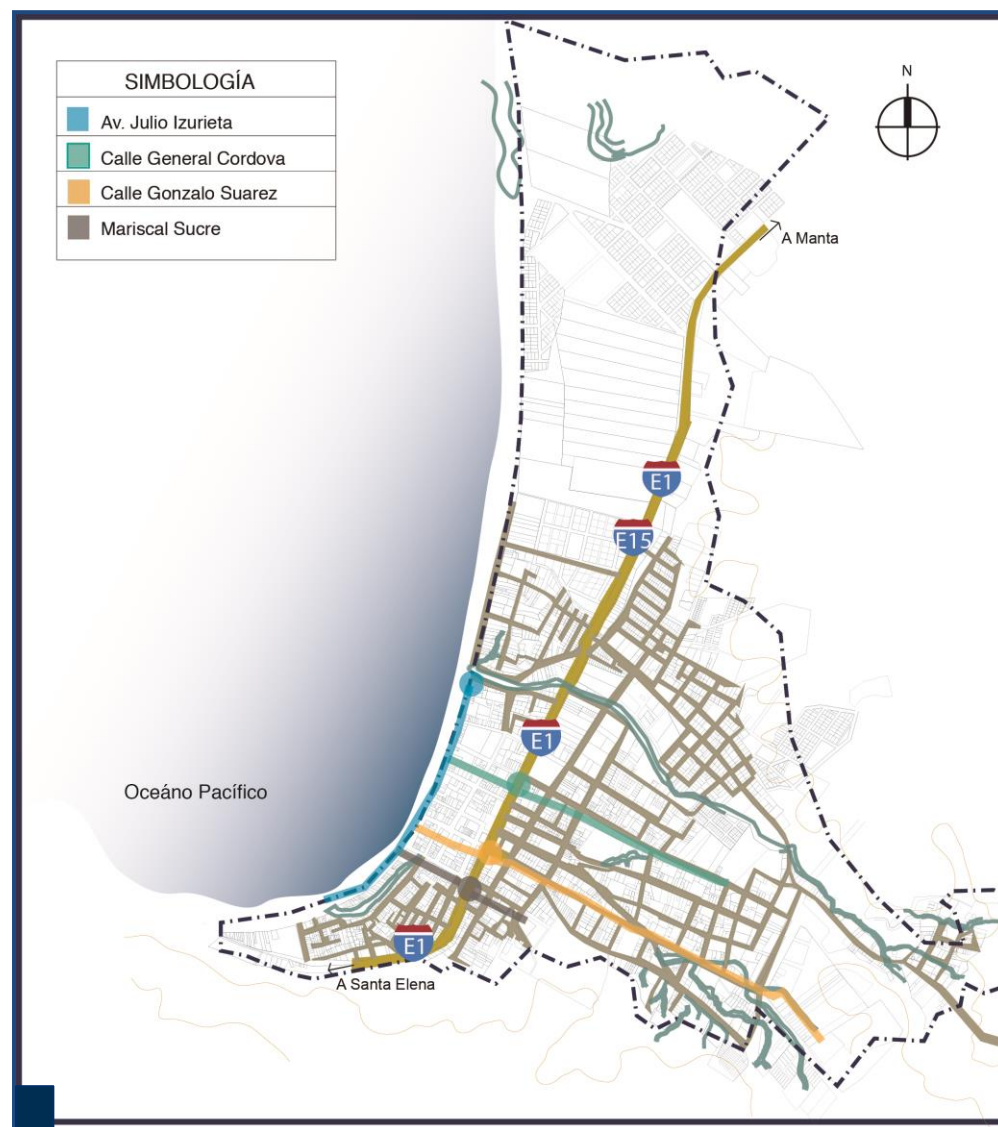 SIMBOLOGÍA
Av. Julio Izurieta
Calle General Cordova
Calle Gonzalo Suarez
Mariscal Sucre
N
A Manta
E1
E15
E1
Oceáno Pacífico
E1
A Santa Elena